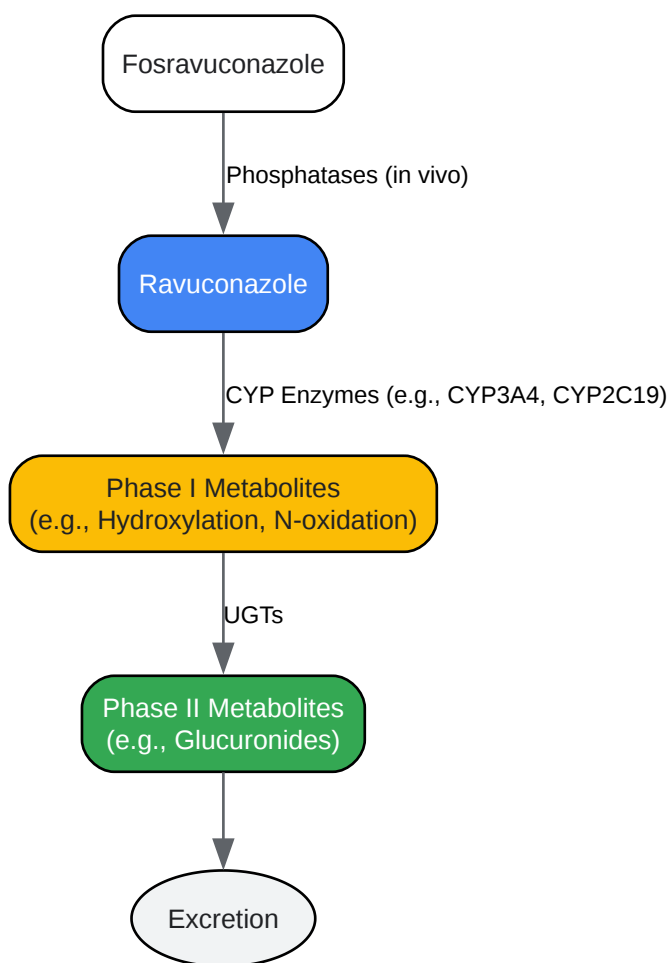 Fosravuconazole
Phosphatases (in vivo)
Ravuconazole
CYP Enzymes (e.g., CYP3A4, CYP2C19)
Phase I Metabolites
(e.g., Hydroxylation, N-oxidation)
UGTs
Phase II Metabolites
(e.g., Glucuronides)
Excretion